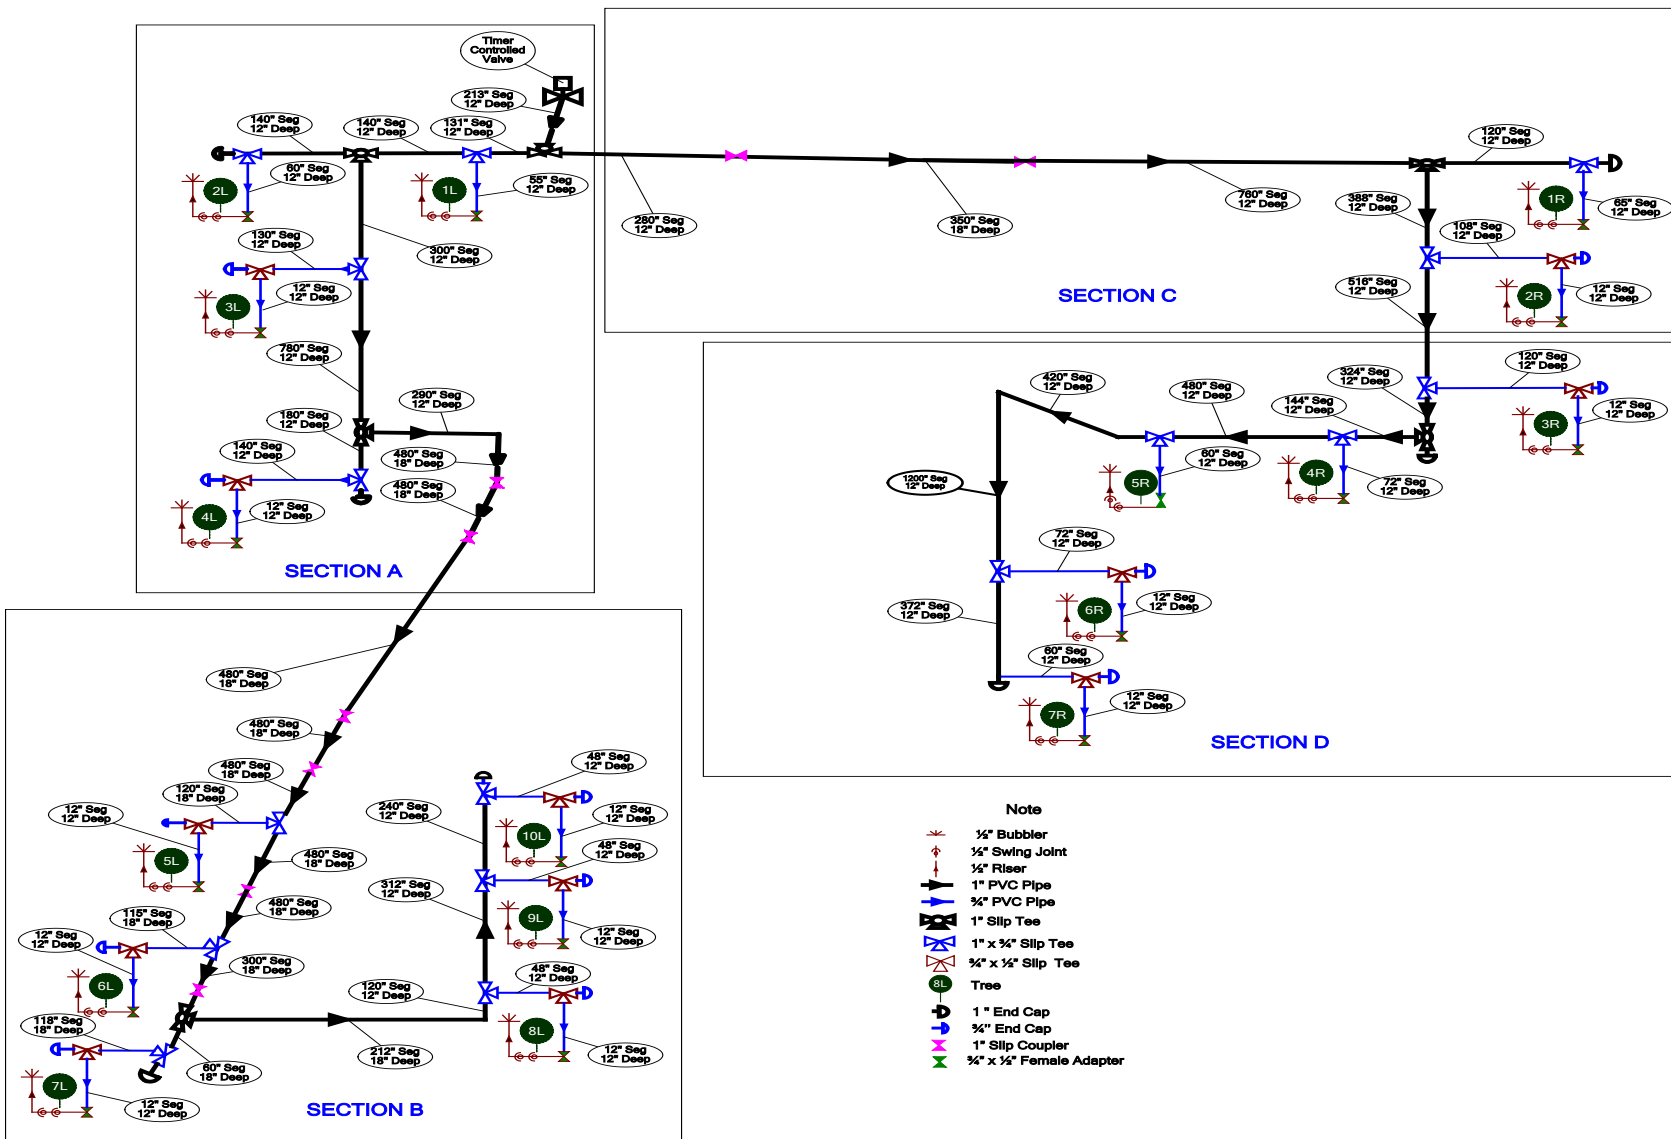 Timer
Controlled
Valve
213" Seg
12" Deep
140" Seg
12" Deep
140" Seg
12" Deep
131" Seg
12" Deep
60" Seg
12" Deep
55" Seg
12" Deep
2L
1L
130" Seg
12" Deep
300" Seg
12" Deep
12" Seg
12" Deep
3L
780" Seg
12" Deep
290" Seg
12" Deep
180" Seg
12" Deep
140" Seg
12" Deep
480" Seg
18" Deep
480" Seg
18" Deep
12" Seg
12" Deep
4L
SECTION A
280" Seg
12" Deep
350" Seg
18" Deep
760" Seg
12" Deep
120" Seg
12" Deep
388" Seg
12" Deep
1R
65" Seg
12" Deep
108" Seg
12" Deep
516" Seg
12" Deep
2R
12" Seg
12" Deep
SECTION C
420" Seg
12" Deep
480" Seg
12" Deep
144" Seg
12" Deep
324" Seg
12" Deep
120" Seg
12" Deep
12" Seg
12" Deep
3R
60" Seg
12" Deep
5R
4R
72" Seg
12" Deep
1200" Seg
12" Deep
72" Seg
12" Deep
372" Seg
12" Deep
6R
12" Seg
12" Deep
60" Seg
12" Deep
12" Seg
12" Deep
7R
SECTION D
480" Seg
18" Deep
480" Seg
18" Deep
480" Seg
18" Deep
120" Seg
18" Deep
12" Seg
12" Deep
5L
480" Seg
18" Deep
480" Seg
18" Deep
115" Seg
18" Deep
12" Seg
12" Deep
300" Seg
18" Deep
6L
118" Seg
18" Deep
60" Seg
18" Deep
7L
12" Seg
12" Deep
212" Seg
18" Deep
48" Seg
12" Deep
240" Seg
12" Deep
12" Seg
12" Deep
10L
48" Seg
12" Deep
312" Seg
12" Deep
9L
12" Seg
12" Deep
48" Seg
12" Deep
120" Seg
12" Deep
8L
12" Seg
12" Deep
SECTION B
Note
½" Bubbler
½" Swing Joint
½" Riser
1" PVC Pipe
¾" PVC Pipe
1" Slip Tee
1" x ¾" Slip Tee
¾" x ½" Slip Tee
8L Tree
1 " End Cap
¾" End Cap
1" Slip Coupler
¾" x ½" Female Adapter